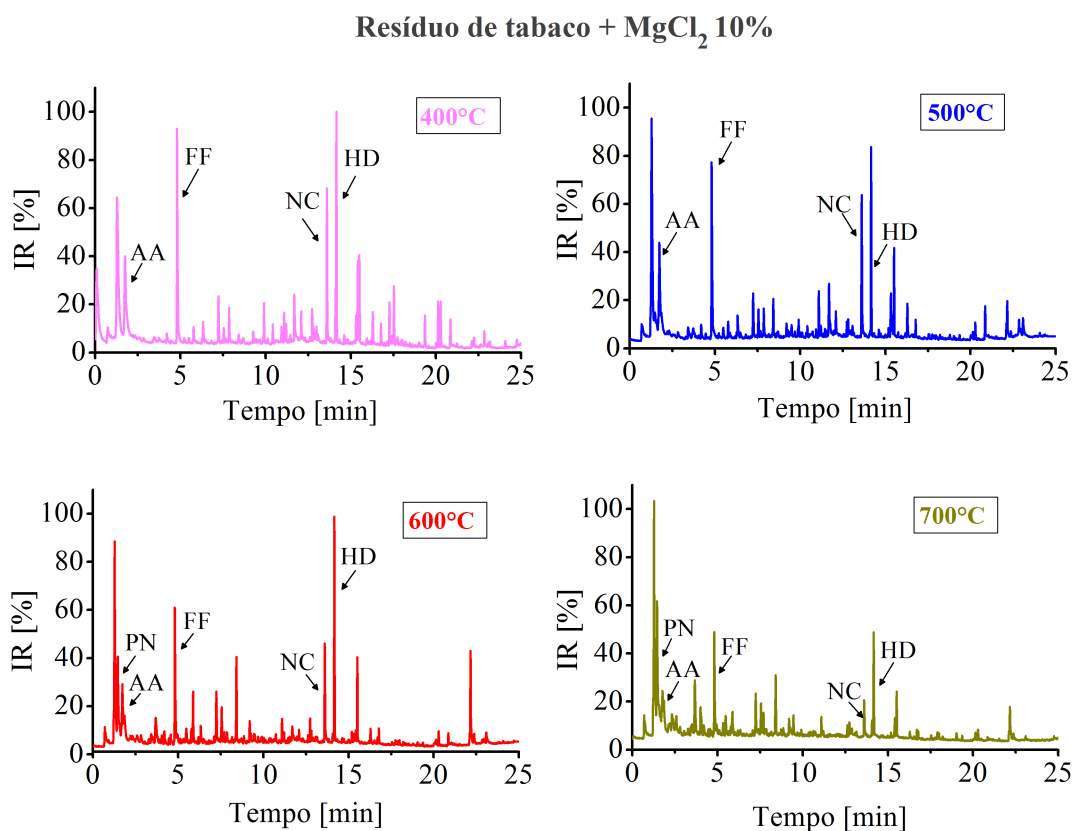 Resíduo de tabaco + MgCl2 10%
400°C
100
80
60
40
20
0
IR [%]
AA
FF
NC
HD
0 5 10 15 20 25
Tempo [min]
500°C
100
80
60
40
20
0
IR [%]
AA
FF
NC
HD
0 5 10 15 20 25
Tempo [min]
600°C
100
80
60
40
20
0
IR [%]
PN
AA
FF
NC
HD
0 5 10 15 20 25
Tempo [min]
700°C
100
80
60
40
20
0
IR [%]
PN
AA
FF
NC
HD
0 5 10 15 20 25
Tempo [min]